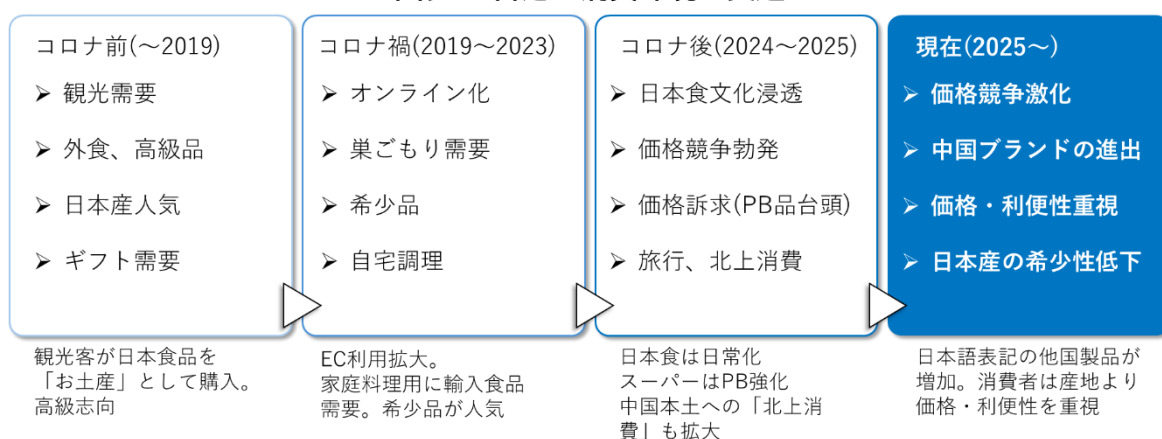 コロナ前(～2019)
➢ 観光需要
➢ 外食、高級品
➢ 日本産人気
➢ ギフト需要
観光客が日本食品を
「お土産」として購入。
高級志向
コロナ禍(2019～2023)
➢ オンライン化
➢ 巣ごもり需要
➢ 希少品
➢ 自宅調理
EC利用拡大。
家庭料理用に輸入食品
需要。希少品が人気
コロナ後(2024～2025)
➢ 日本食文化浸透
➢ 価格競争勃発
➢ 価格訴求(PB品台頭)
➢ 旅行、北上消費
日本食は日常化
スーパーはPB強化
中国本土への「北上消
費」も拡大
現在(2025～)
➢ 価格競争激化
➢ 中国ブランドの進出
➢ 価格・利便性重視
➢ 日本産の希少性低下
日本語表記の他国製品が
増加。消費者は産地より
価格・利便性を重視